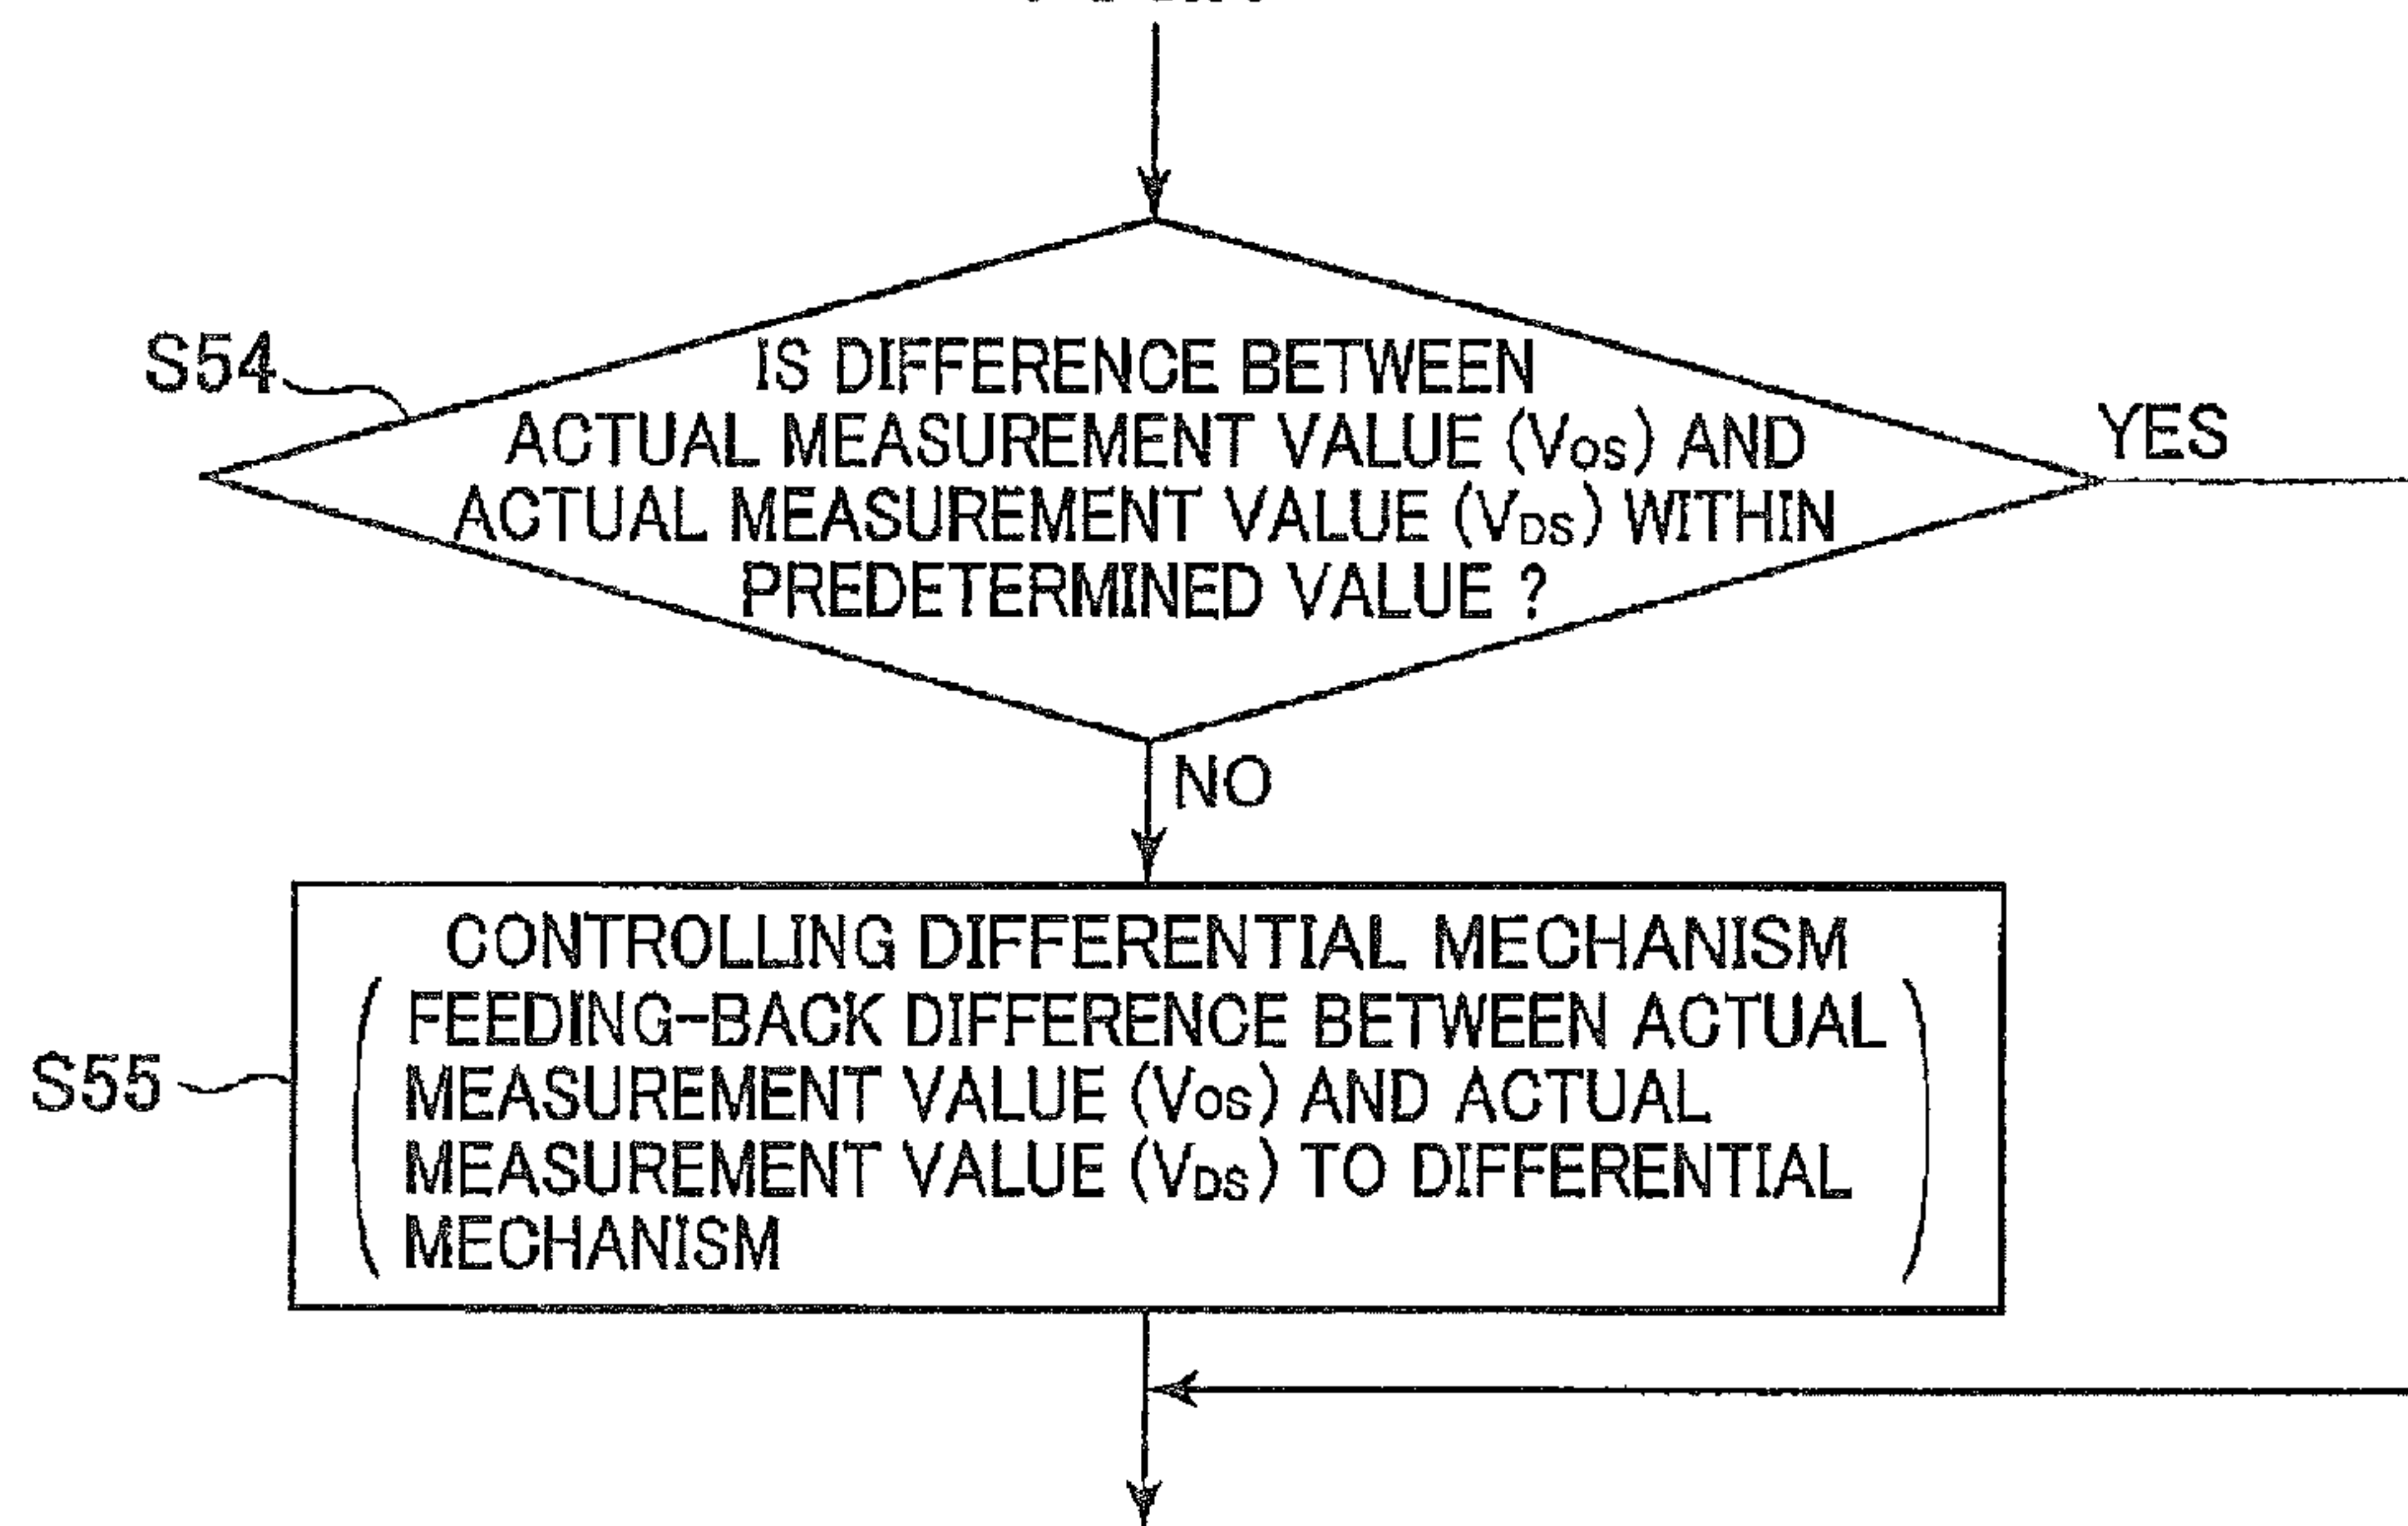 S54
IS DIFFERENCE BETWEEN
ACTUAL MEASUREMENT VALUE (VOS) AND
ACTUAL MEASUREMENT VALUE (VDS) WITHIN
PREDETERMINED VALUE ?
YES
NO
CONTROLLING DIFFERENTIAL MECHANISM
FEEDING-BACK DIFFERENCE BETWEEN ACTUAL
MEASUREMENT VALUE (VOS) AND ACTUAL
MEASUREMENT VALUE (VDS) TO DIFFERENTIAL
MECHANISM
S55